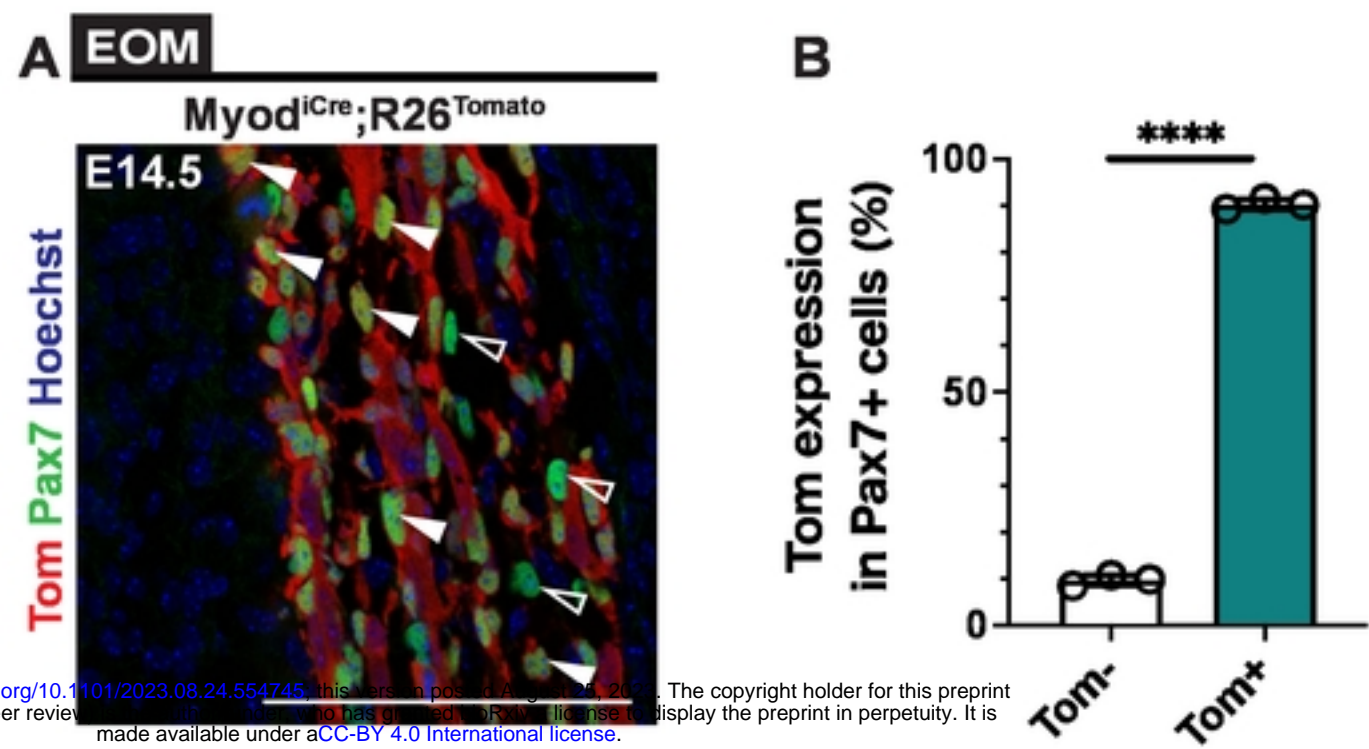 A EOM
Myod^iCre;R26^Tomato
E14.5
Tom Pax7 Hoechst
B
****
Tom expression
in Pax7+ cells (%)
100
50
0
Tom-
Tom+
org/10.1101/2023.08.24.554745; this version posted August 25, 2023. The copyright holder for this preprint
er review who has granted bioRxiv license to display the preprint in perpetuity. It is
made available under aCC-BY 4.0 International license.